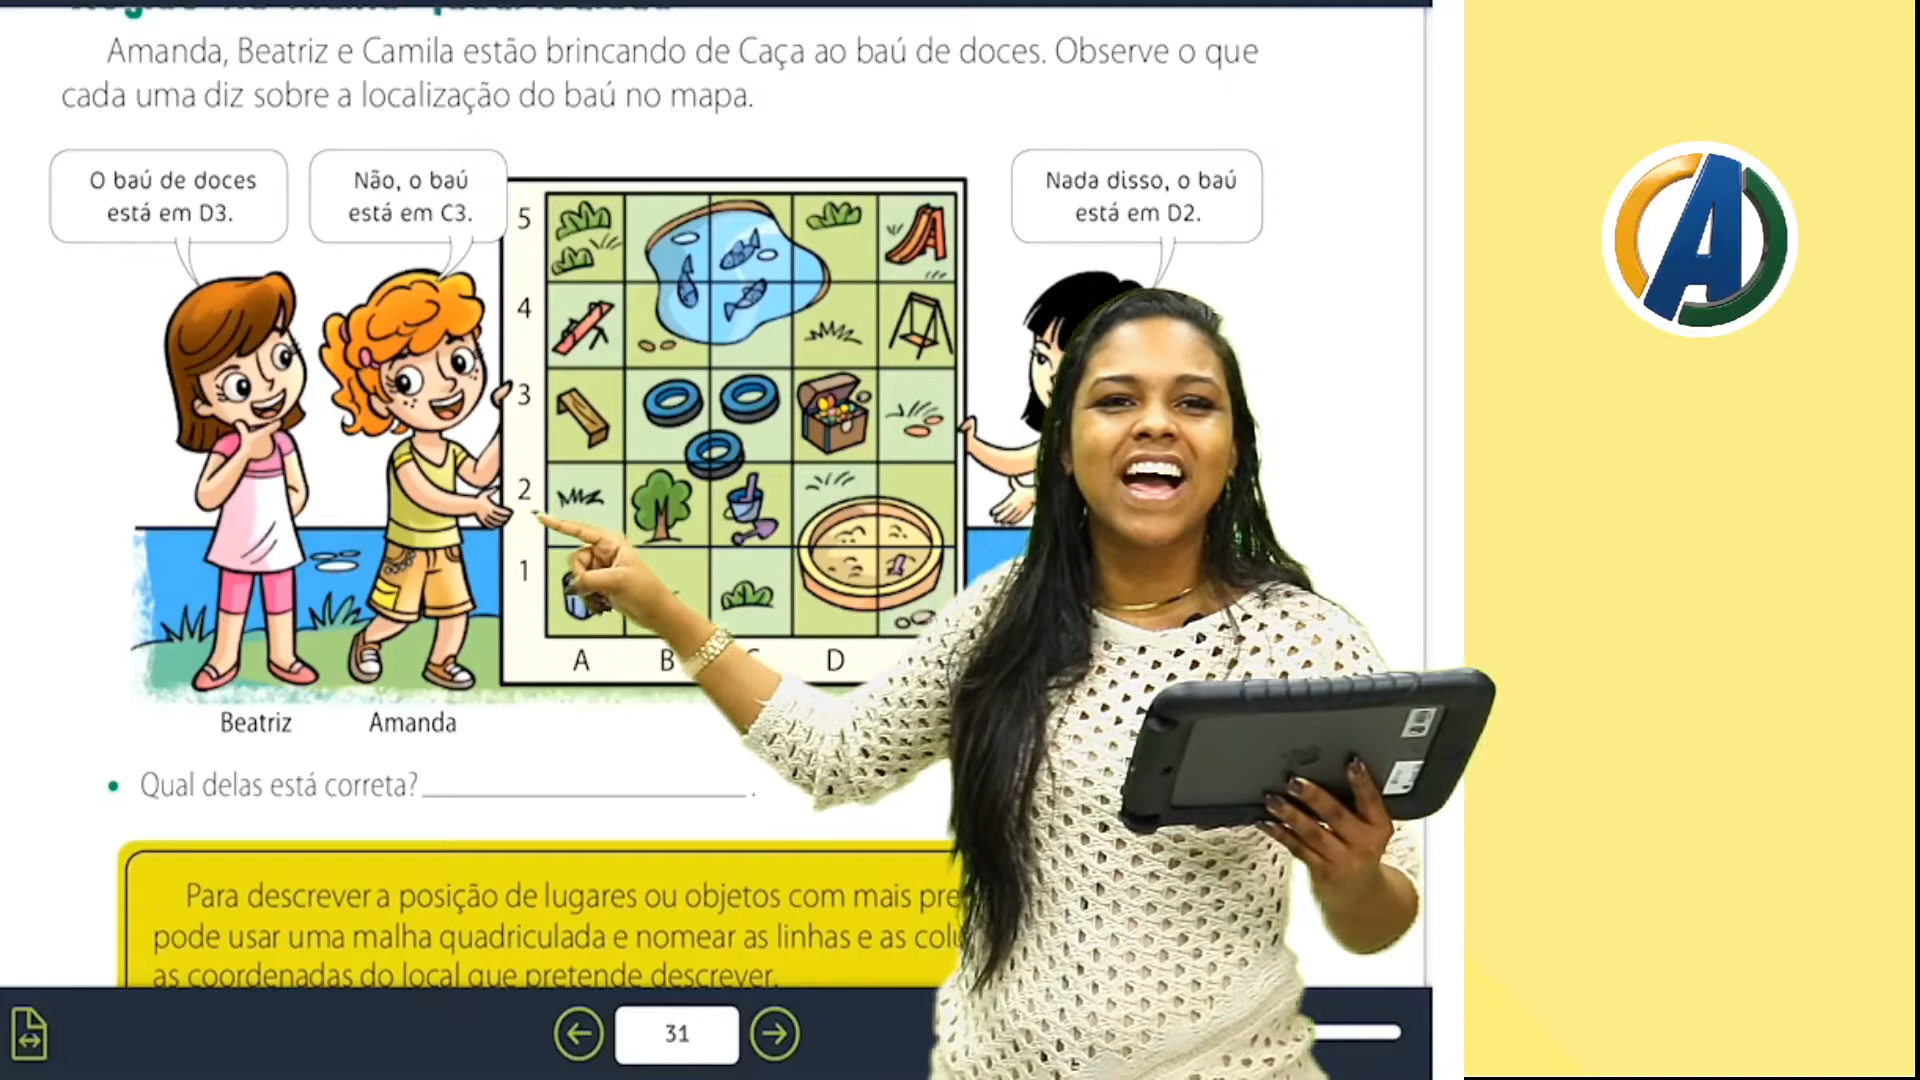 Amanda, Beatriz e Camila estão brincando de Caça ao baú de doces. Observe o que
cada uma diz sobre a localização do baú no mapa.
O baú de doces
está em D3.
Não, o baú
está em C3.
Nada disso, o baú
está em D2.
5
4
3
2
1
A B D
Beatriz Amanda
• Qual delas está correta? ____________________ .
Para descrever a posição de lugares ou objetos com mais
pode usar uma malha quadriculada e nomear as linhas e as
as coordenadas do local que pretende descrever.
31
A